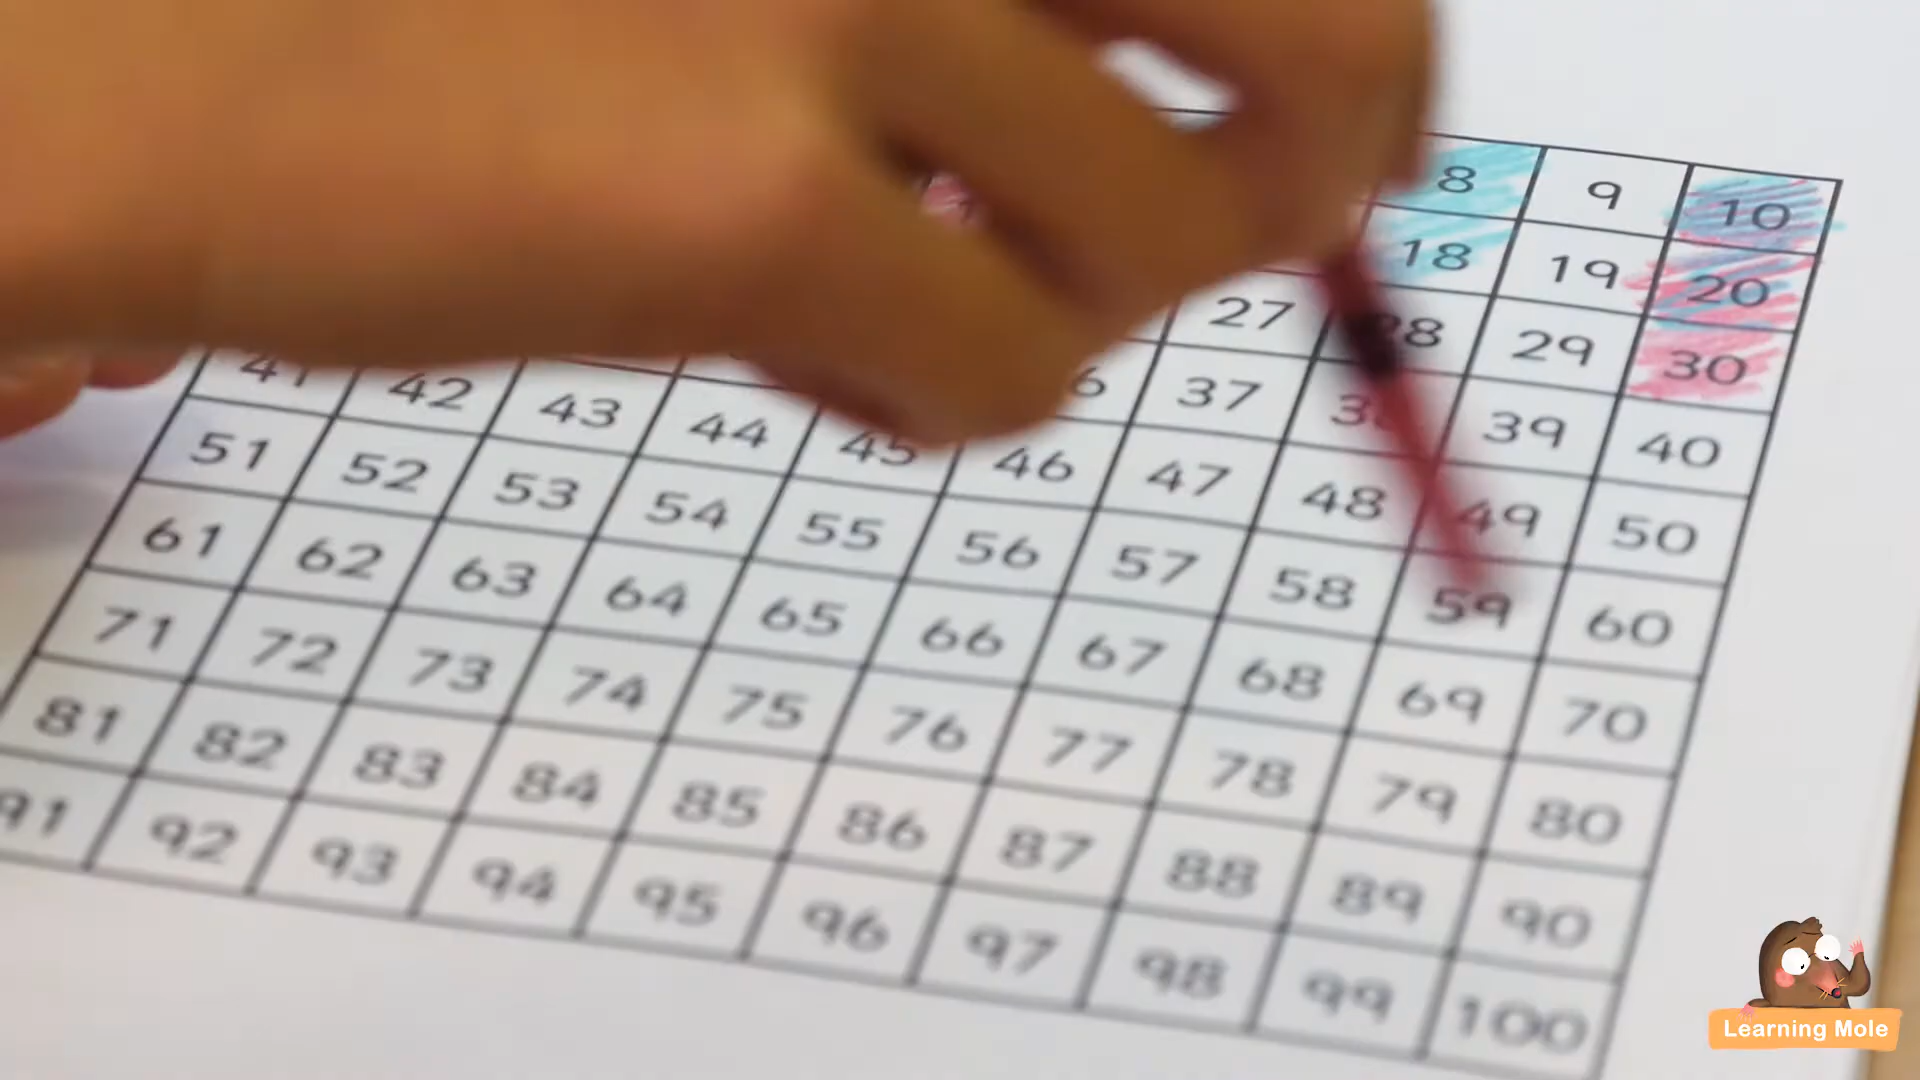 8 9 10
18 19 20
27 28 29 30
37 38 39 40
41 42 43 44 45 46 47 48 49 50
51 52 53 54 55 56 57 58 59 60
61 62 63 64 65 66 67 68 69 70
71 72 73 74 75 76 77 78 79 80
81 82 83 84 85 86 87 88 89 90
91 92 93 94 95 96 97 98 99 100
Learning Mole